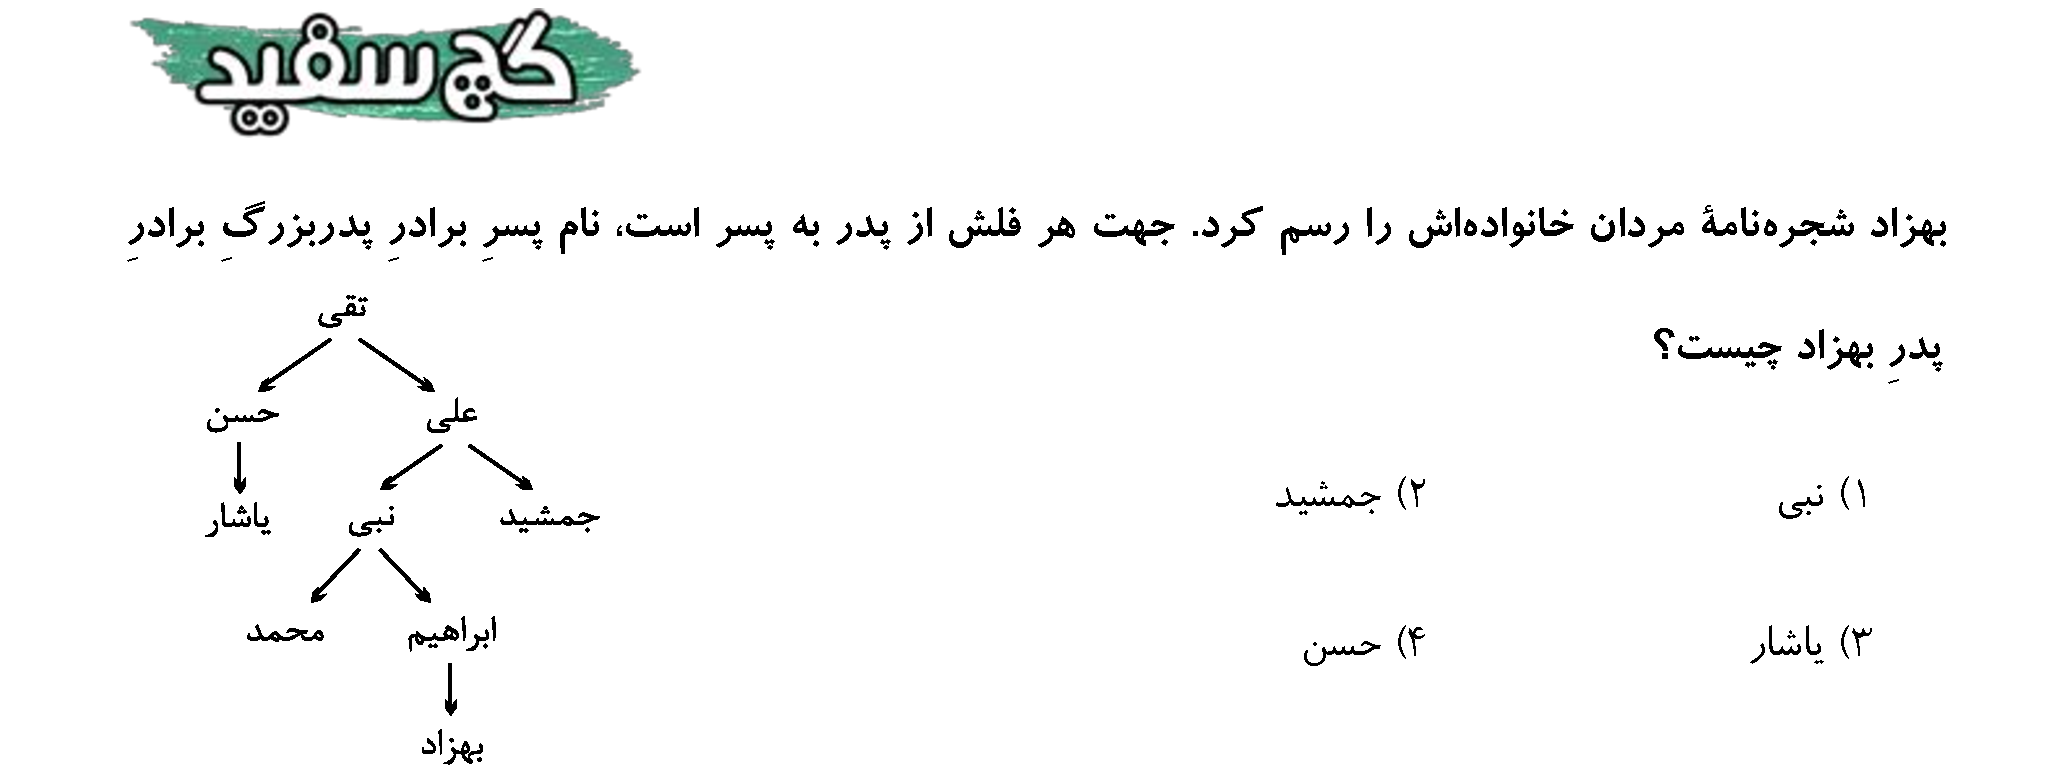 گچ سفید
بهزاد شجره‌نامهٔ مردان خانواده‌اش را رسم کرد. جهت هر فلش از پدر به پسر است، نام پسرِ برادرِ پدربزرگِ برادرِ
پدرِ بهزاد چیست؟
تقی
حسن علی
یاشار نبی جمشید
محمد ابراهیم
بهزاد
۱) نبی ۲) جمشید
۳) یاشار ۴) حسن